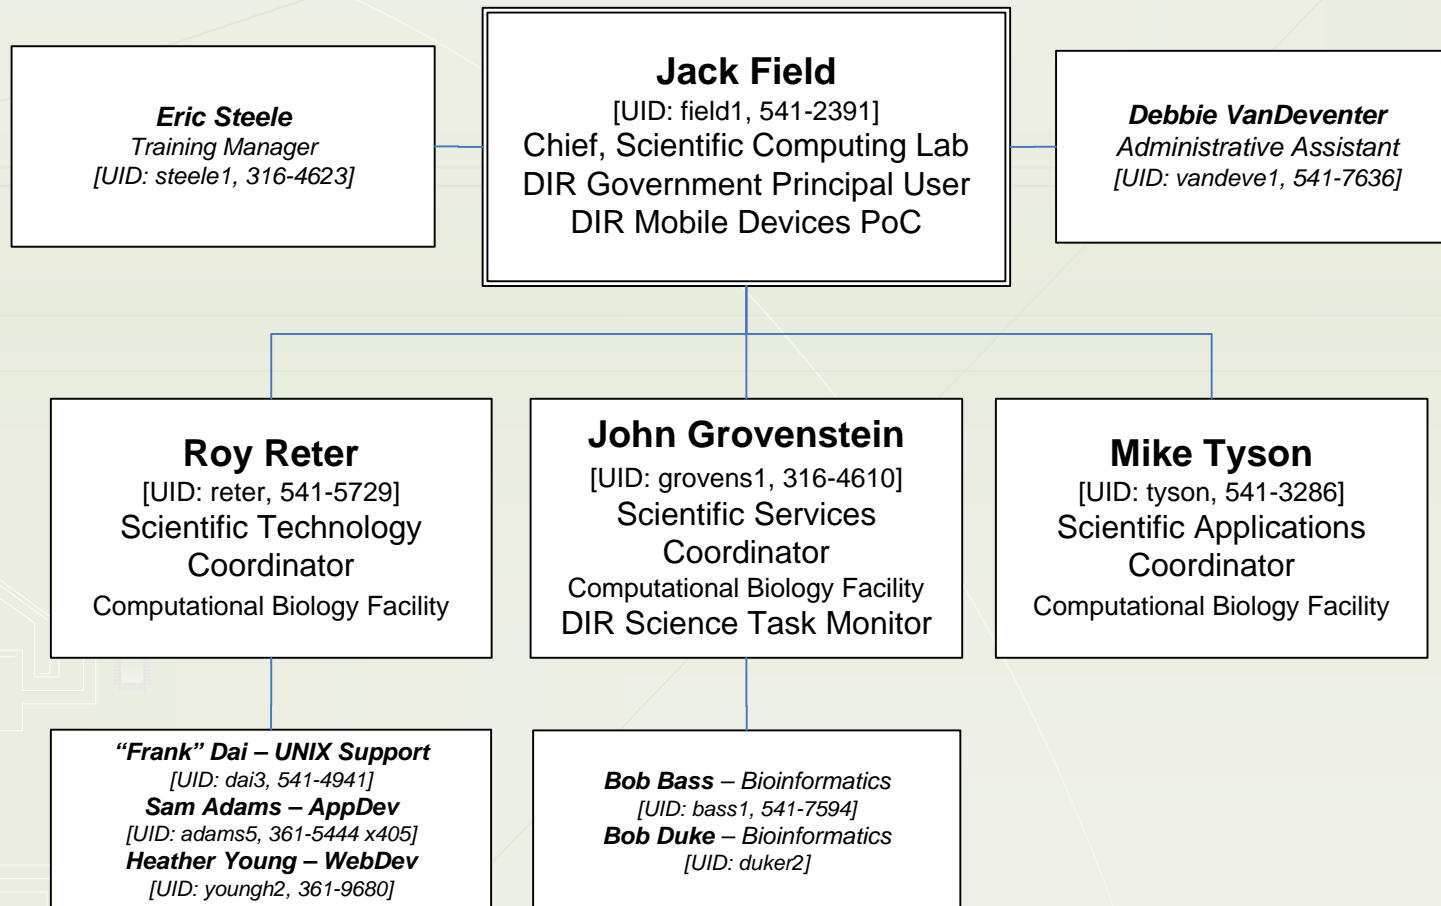 Eric Steele
Training Manager
[UID: steele1, 316-4623]
Jack Field
[UID: field1, 541-2391]
Chief, Scientific Computing Lab
DIR Government Principal User
DIR Mobile Devices PoC
Debbie VanDeventer
Administrative Assistant
[UID: vandeve1, 541-7636]
Roy Reter
[UID: reter, 541-5729]
Scientific Technology
Coordinator
Computational Biology Facility
John Grovenstein
[UID: grovens1, 316-4610]
Scientific Services
Coordinator
Computational Biology Facility
DIR Science Task Monitor
Mike Tyson
[UID: tyson, 541-3286]
Scientific Applications
Coordinator
Computational Biology Facility
“Frank” Dai – UNIX Support
[UID: dai3, 541-4941]
Sam Adams – AppDev
[UID: adams5, 361-5444 x405]
Heather Young – WebDev
[UID: youngh2, 361-9680]
Bob Bass – Bioinformatics
[UID: bass1, 541-7594]
Bob Duke – Bioinformatics
[UID: duker2]